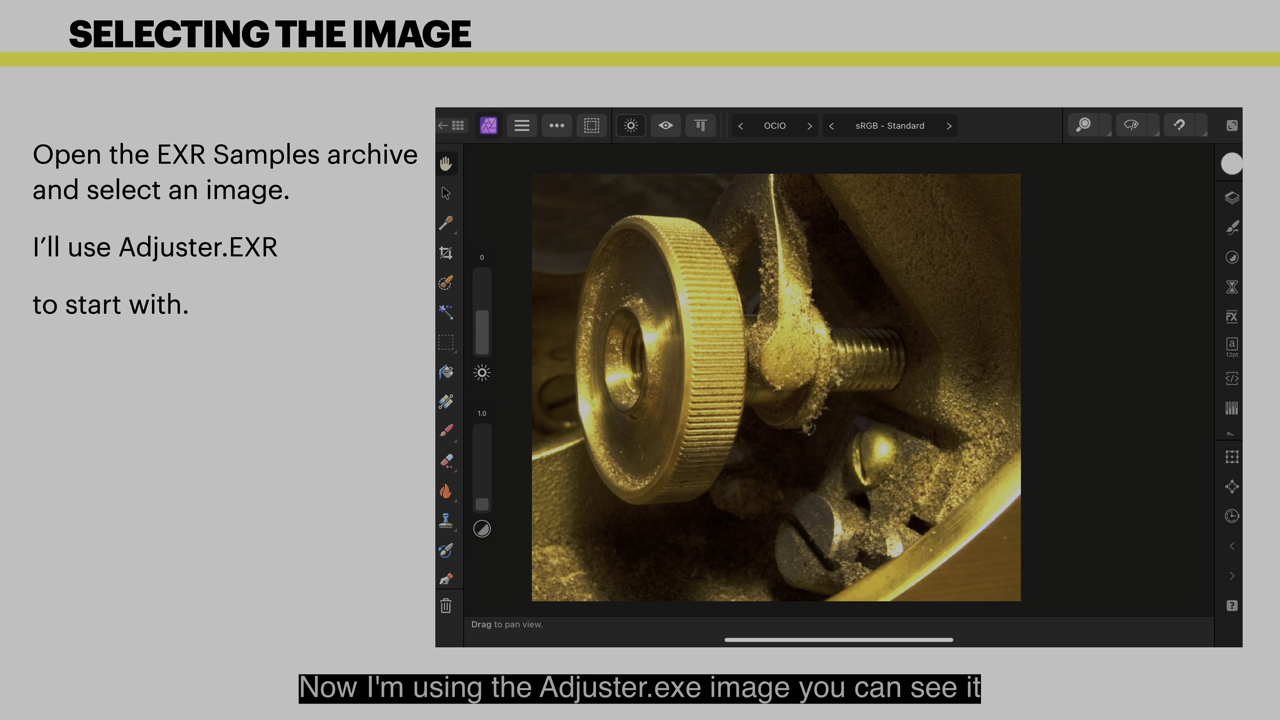 SELECTING THE IMAGE
Open the EXR Samples archive
and select an image.
I’ll use Adjuster.EXR
to start with.
OCIO
sRGB - Standard
0
1.0
FX
a
12pt
Drag to pan view.
Now I'm using the Adjuster.exe image you can see it